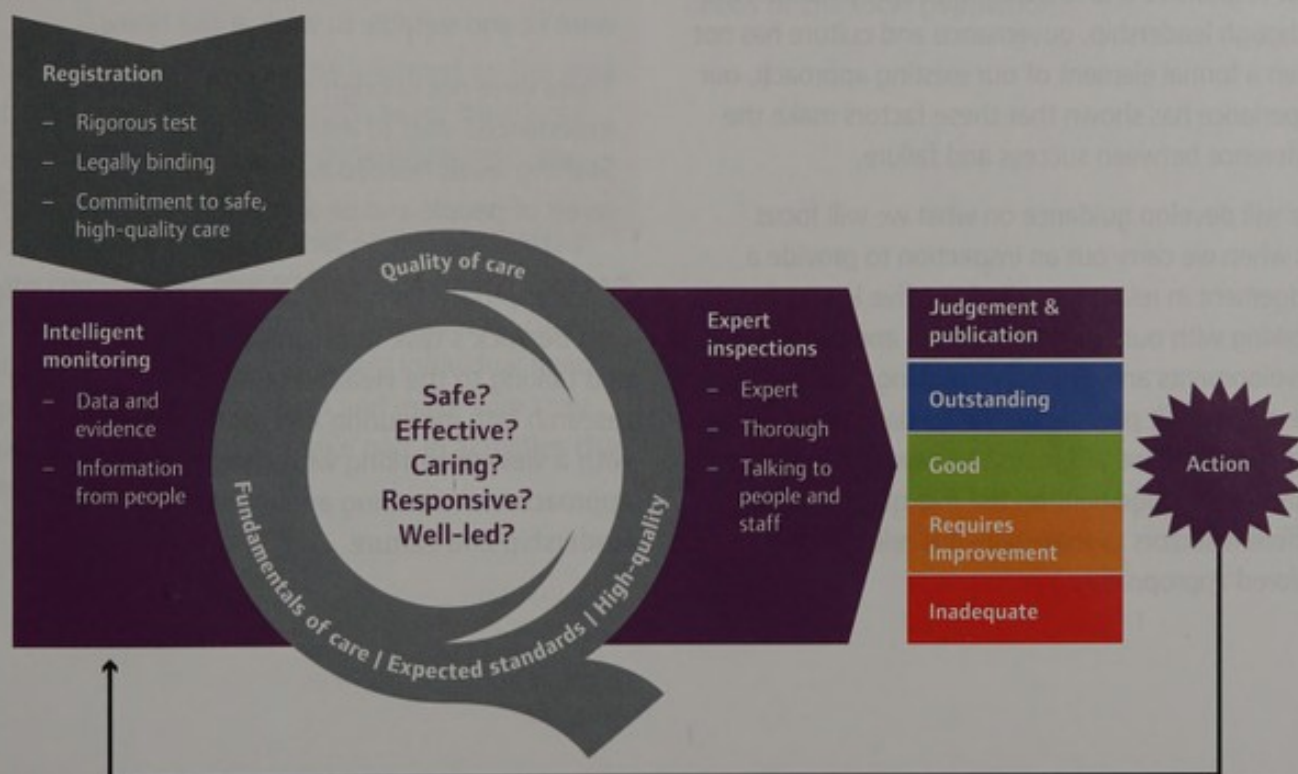 Registration
– Rigorous test
– Legally binding
– Commitment to safe,
high-quality care
Quality of care
Intelligent
monitoring
– Data and
evidence
– Information
from people
Safe?
Effective?
Caring?
Responsive?
Well-led?
Fundamentals of care | Expected standards | High-quality
Expert
inspections
– Expert
– Thorough
– Talking to
people and
staff
Judgement &
publication
Outstanding
Good
Requires
Improvement
Inadequate
Action